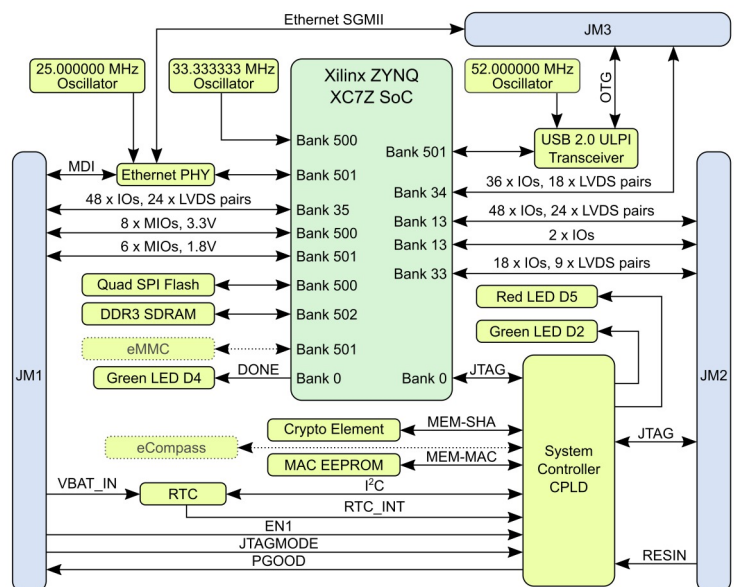 Ethernet SGMII
JM3
25.000000 MHz
Oscillator
33.333333 MHz
Oscillator
Xilinx ZYNQ
XC7Z SoC
52.000000 MHz
Oscillator
OTG
Bank 500
USB 2.0 ULPI
Transceiver
Bank 501
MDI
Ethernet PHY
Bank 501
36 x IOs, 18 x LVDS pairs
Bank 34
48 x IOs, 24 x LVDS pairs
Bank 35
48 x IOs, 24 x LVDS pairs
Bank 13
8 x MIOs, 3.3V
Bank 500
2 x IOs
Bank 13
6 x MIOs, 1.8V
Bank 501
18 x IOs, 9 x LVDS pairs
Bank 33
Quad SPI Flash
Bank 500
Red LED D5
DDR3 SDRAM
Bank 502
Green LED D2
eMMC
Bank 501
JM1
Green LED D4
DONE
Bank 0
Bank 0
JTAG
JM2
Crypto Element
MEM-SHA
eCompass
JTAG
System
Controller
CPLD
MAC EEPROM
MEM-MAC
VBAT_IN
RTC
I²C
RTC_INT
EN1
JTAGMODE
PGOOD
RESIN